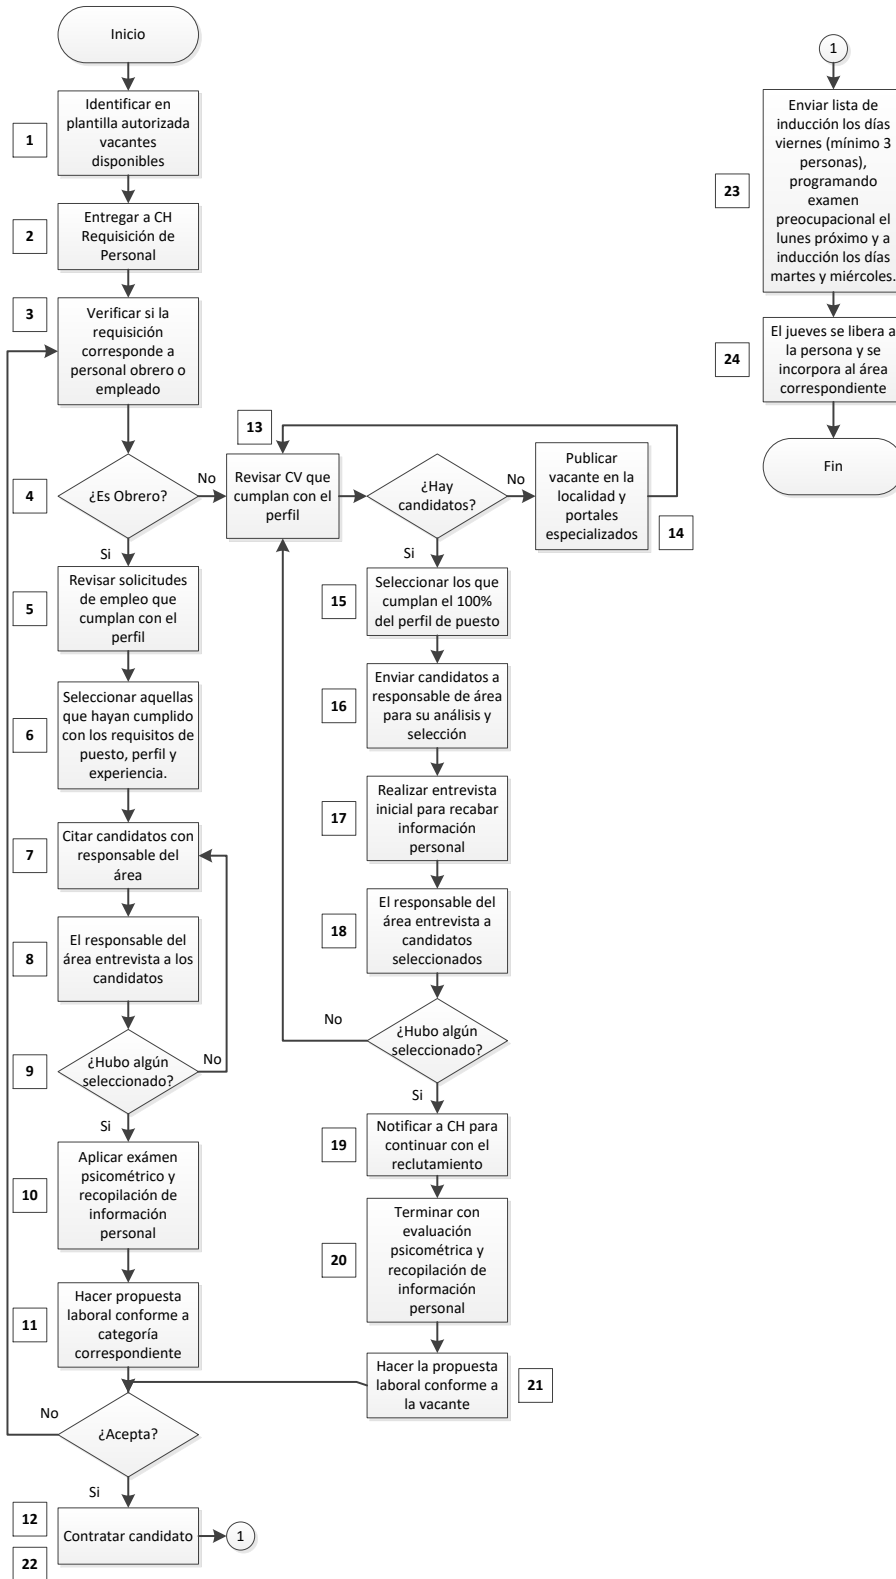 Inicio
1
Identificar en
plantilla autorizada
vacantes
disponibles
2
Entregar a CH
Requisición de
Personal
3
Verificar si la
requisición
corresponde a
personal obrero o
empleado
4
¿Es Obrero?
No
Si
5
Revisar solicitudes
de empleo que
cumplan con el
perfil
6
Seleccionar aquellas
que hayan cumplido
con los requisitos de
puesto, perfil y
experiencia.
7
Citar candidatos con
responsable del
área
8
El responsable del
área entrevista a los
candidatos
9
¿Hubo algún
seleccionado?
No
Si
10
Aplicar exámen
psicométrico y
recopilación de
información
personal
11
Hacer propuesta
laboral conforme a
categoría
correspondiente
No
¿Acepta?
Si
12
22
Contratar candidato
1
13
Revisar CV que
cumplan con el
perfil
¿Hay
candidatos?
No
Si
Publicar
vacante en la
localidad y
portales
especializados
14
15
Seleccionar los que
cumplan el 100%
del perfil de puesto
16
Enviar candidatos a
responsable de área
para su análisis y
selección
17
Realizar entrevista
inicial para recabar
información
personal
18
El responsable del
área entrevista a
candidatos
seleccionados
No
¿Hubo algún
seleccionado?
Si
19
Notificar a CH para
continuar con el
reclutamiento
20
Terminar con
evaluación
psicométrica y
recopilación de
información
personal
Hacer la propuesta
laboral conforme a
la vacante
21
1
23
Enviar lista de
inducción los días
viernes (mínimo 3
personas),
programando
examen
preocupacional el
lunes próximo y a
inducción los días
martes y miércoles.
24
El jueves se libera a
la persona y se
incorpora al área
correspondiente
Fin